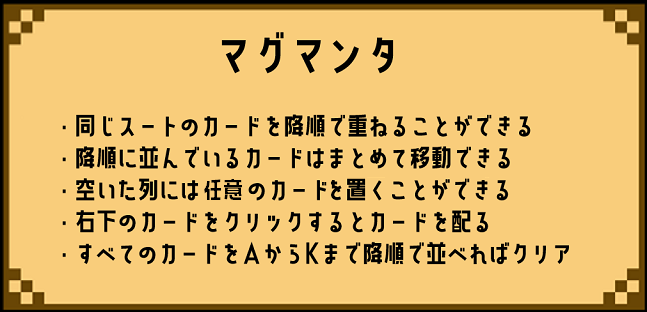 マグマンタ
・同じスートのカードを降順で重ねることができる
・降順に並んでいるカードはまとめて移動できる
・空いた列には任意のカードを置くことができる
・右下のカードをクリックするとカードを配る
・すべてのカードをAからKまで降順で並べればクリア